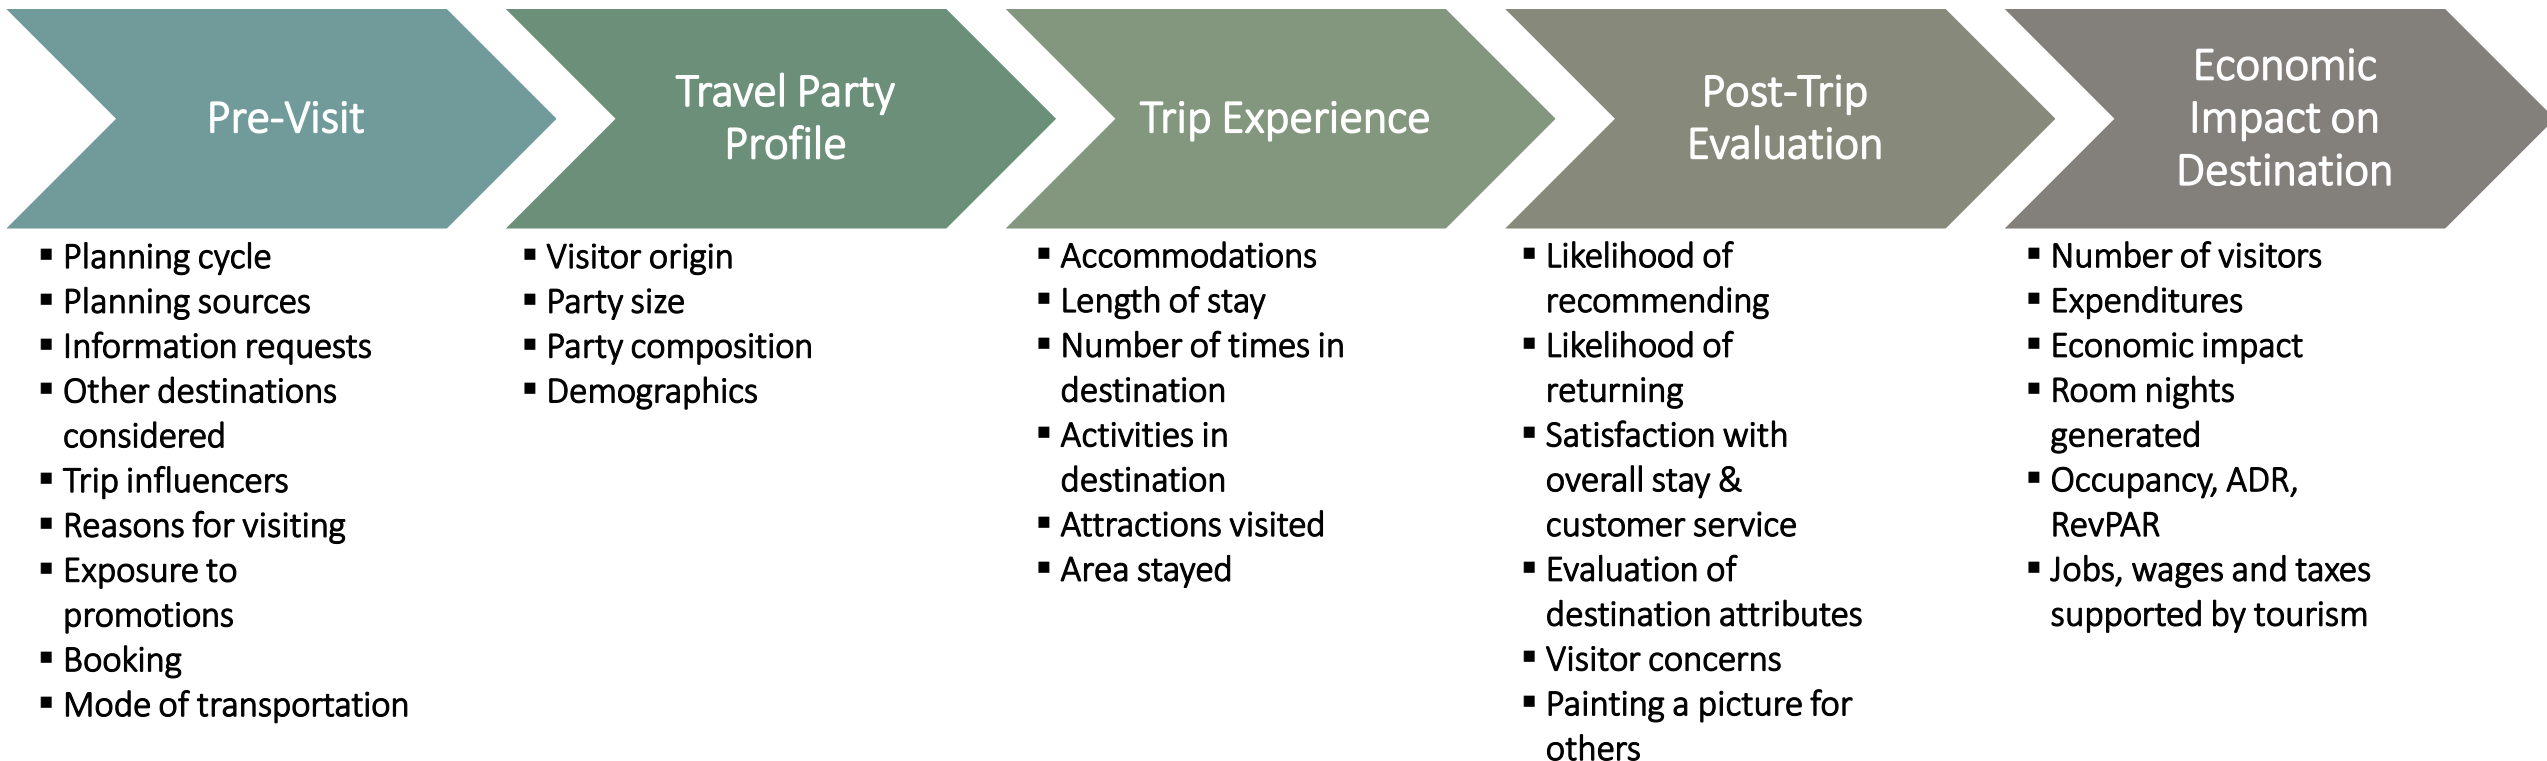 Pre-Visit
▪ Planning cycle
▪ Planning sources
▪ Information requests
▪ Other destinations
considered
▪ Trip influencers
▪ Reasons for visiting
▪ Exposure to
promotions
▪ Booking
▪ Mode of transportation
Travel Party
Profile
▪ Visitor origin
▪ Party size
▪ Party composition
▪ Demographics
Trip Experience
▪ Accommodations
▪ Length of stay
▪ Number of times in
destination
▪ Activities in
destination
▪ Attractions visited
▪ Area stayed
Post-Trip
Evaluation
▪ Likelihood of
recommending
▪ Likelihood of
returning
▪ Satisfaction with
overall stay &
customer service
▪ Evaluation of
destination attributes
▪ Visitor concerns
▪ Painting a picture for
others
Economic
Impact on
Destination
▪ Number of visitors
▪ Expenditures
▪ Economic impact
▪ Room nights
generated
▪ Occupancy, ADR,
RevPAR
▪ Jobs, wages and taxes
supported by tourism